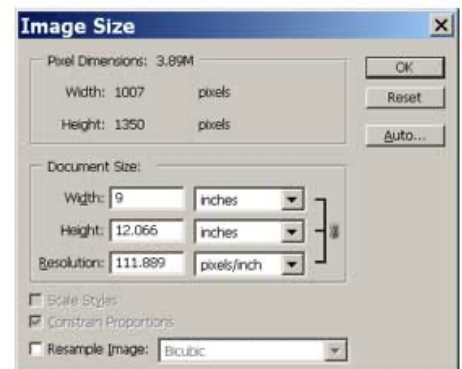 Image Size
Pixel Dimensions: 3.89M
Width: 1007 pixels
Height: 1350 pixels
OK
Reset
Auto...
Document Size:
Width: 9 inches
Height: 12.066 inches
Resolution: 111.889 pixels/inch
Scale Styles
Constrain Proportions
Resample Image: Bicubic